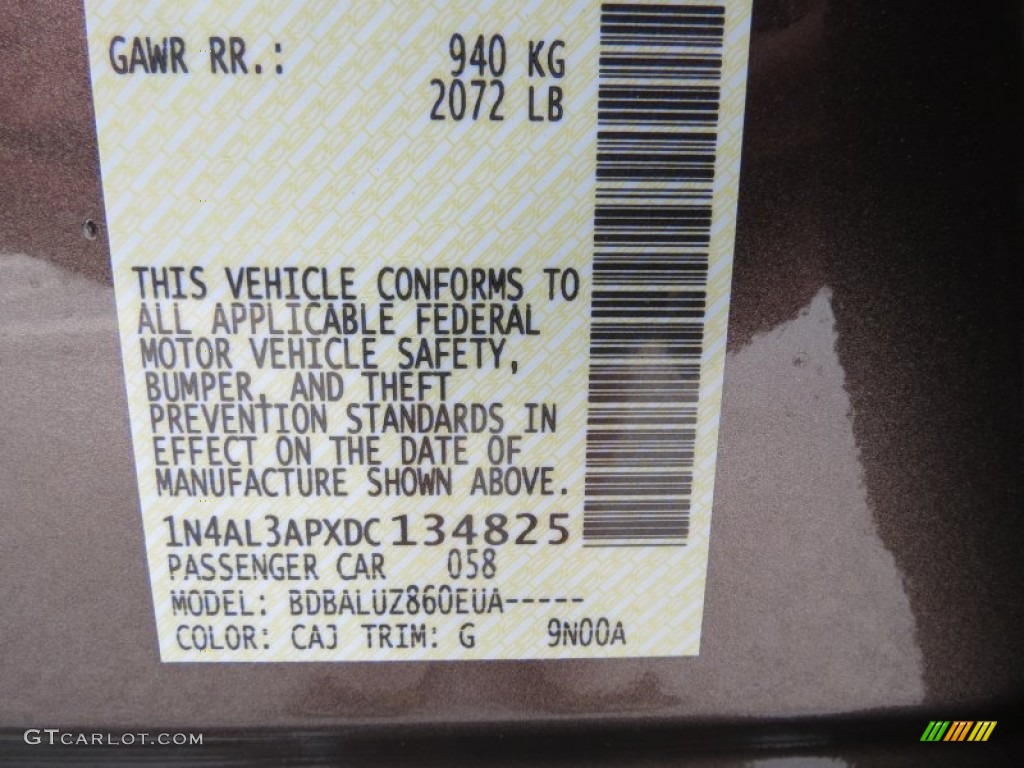 GAWR RR.: 940 KG
2072 LB
THIS VEHICLE CONFORMS TO
ALL APPLICABLE FEDERAL
MOTOR VEHICLE SAFETY,
BUMPER, AND THEFT
PREVENTION STANDARDS IN
EFFECT ON THE DATE OF
MANUFACTURE SHOWN ABOVE.
1N4AL3APXDC134825
PASSENGER CAR 058
MODEL: BDBALUZ860EUA-----
COLOR: CAJ TRIM: G 9N00A
GTCARLOT.COM